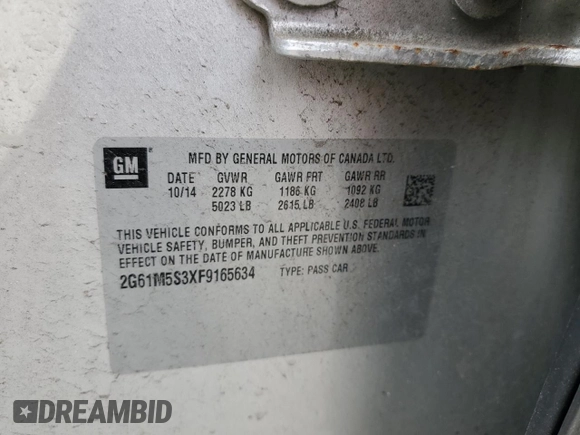 GM
MFD BY GENERAL MOTORS OF CANADA LTD.
DATE GVWR GAWR FRT GAWR RR
10/14 2278 KG 1186 KG 1092 KG
5023 LB 2615 LB 2408 LB
THIS VEHICLE CONFORMS TO ALL APPLICABLE U.S. FEDERAL MOTOR
VEHICLE SAFETY, BUMPER, AND THEFT PREVENTION STANDARDS IN
EFFECT ON THE DATE OF MANUFACTURE SHOWN ABOVE.
2G61M5S3XF9165634 TYPE: PASS CAR
DREAMBID